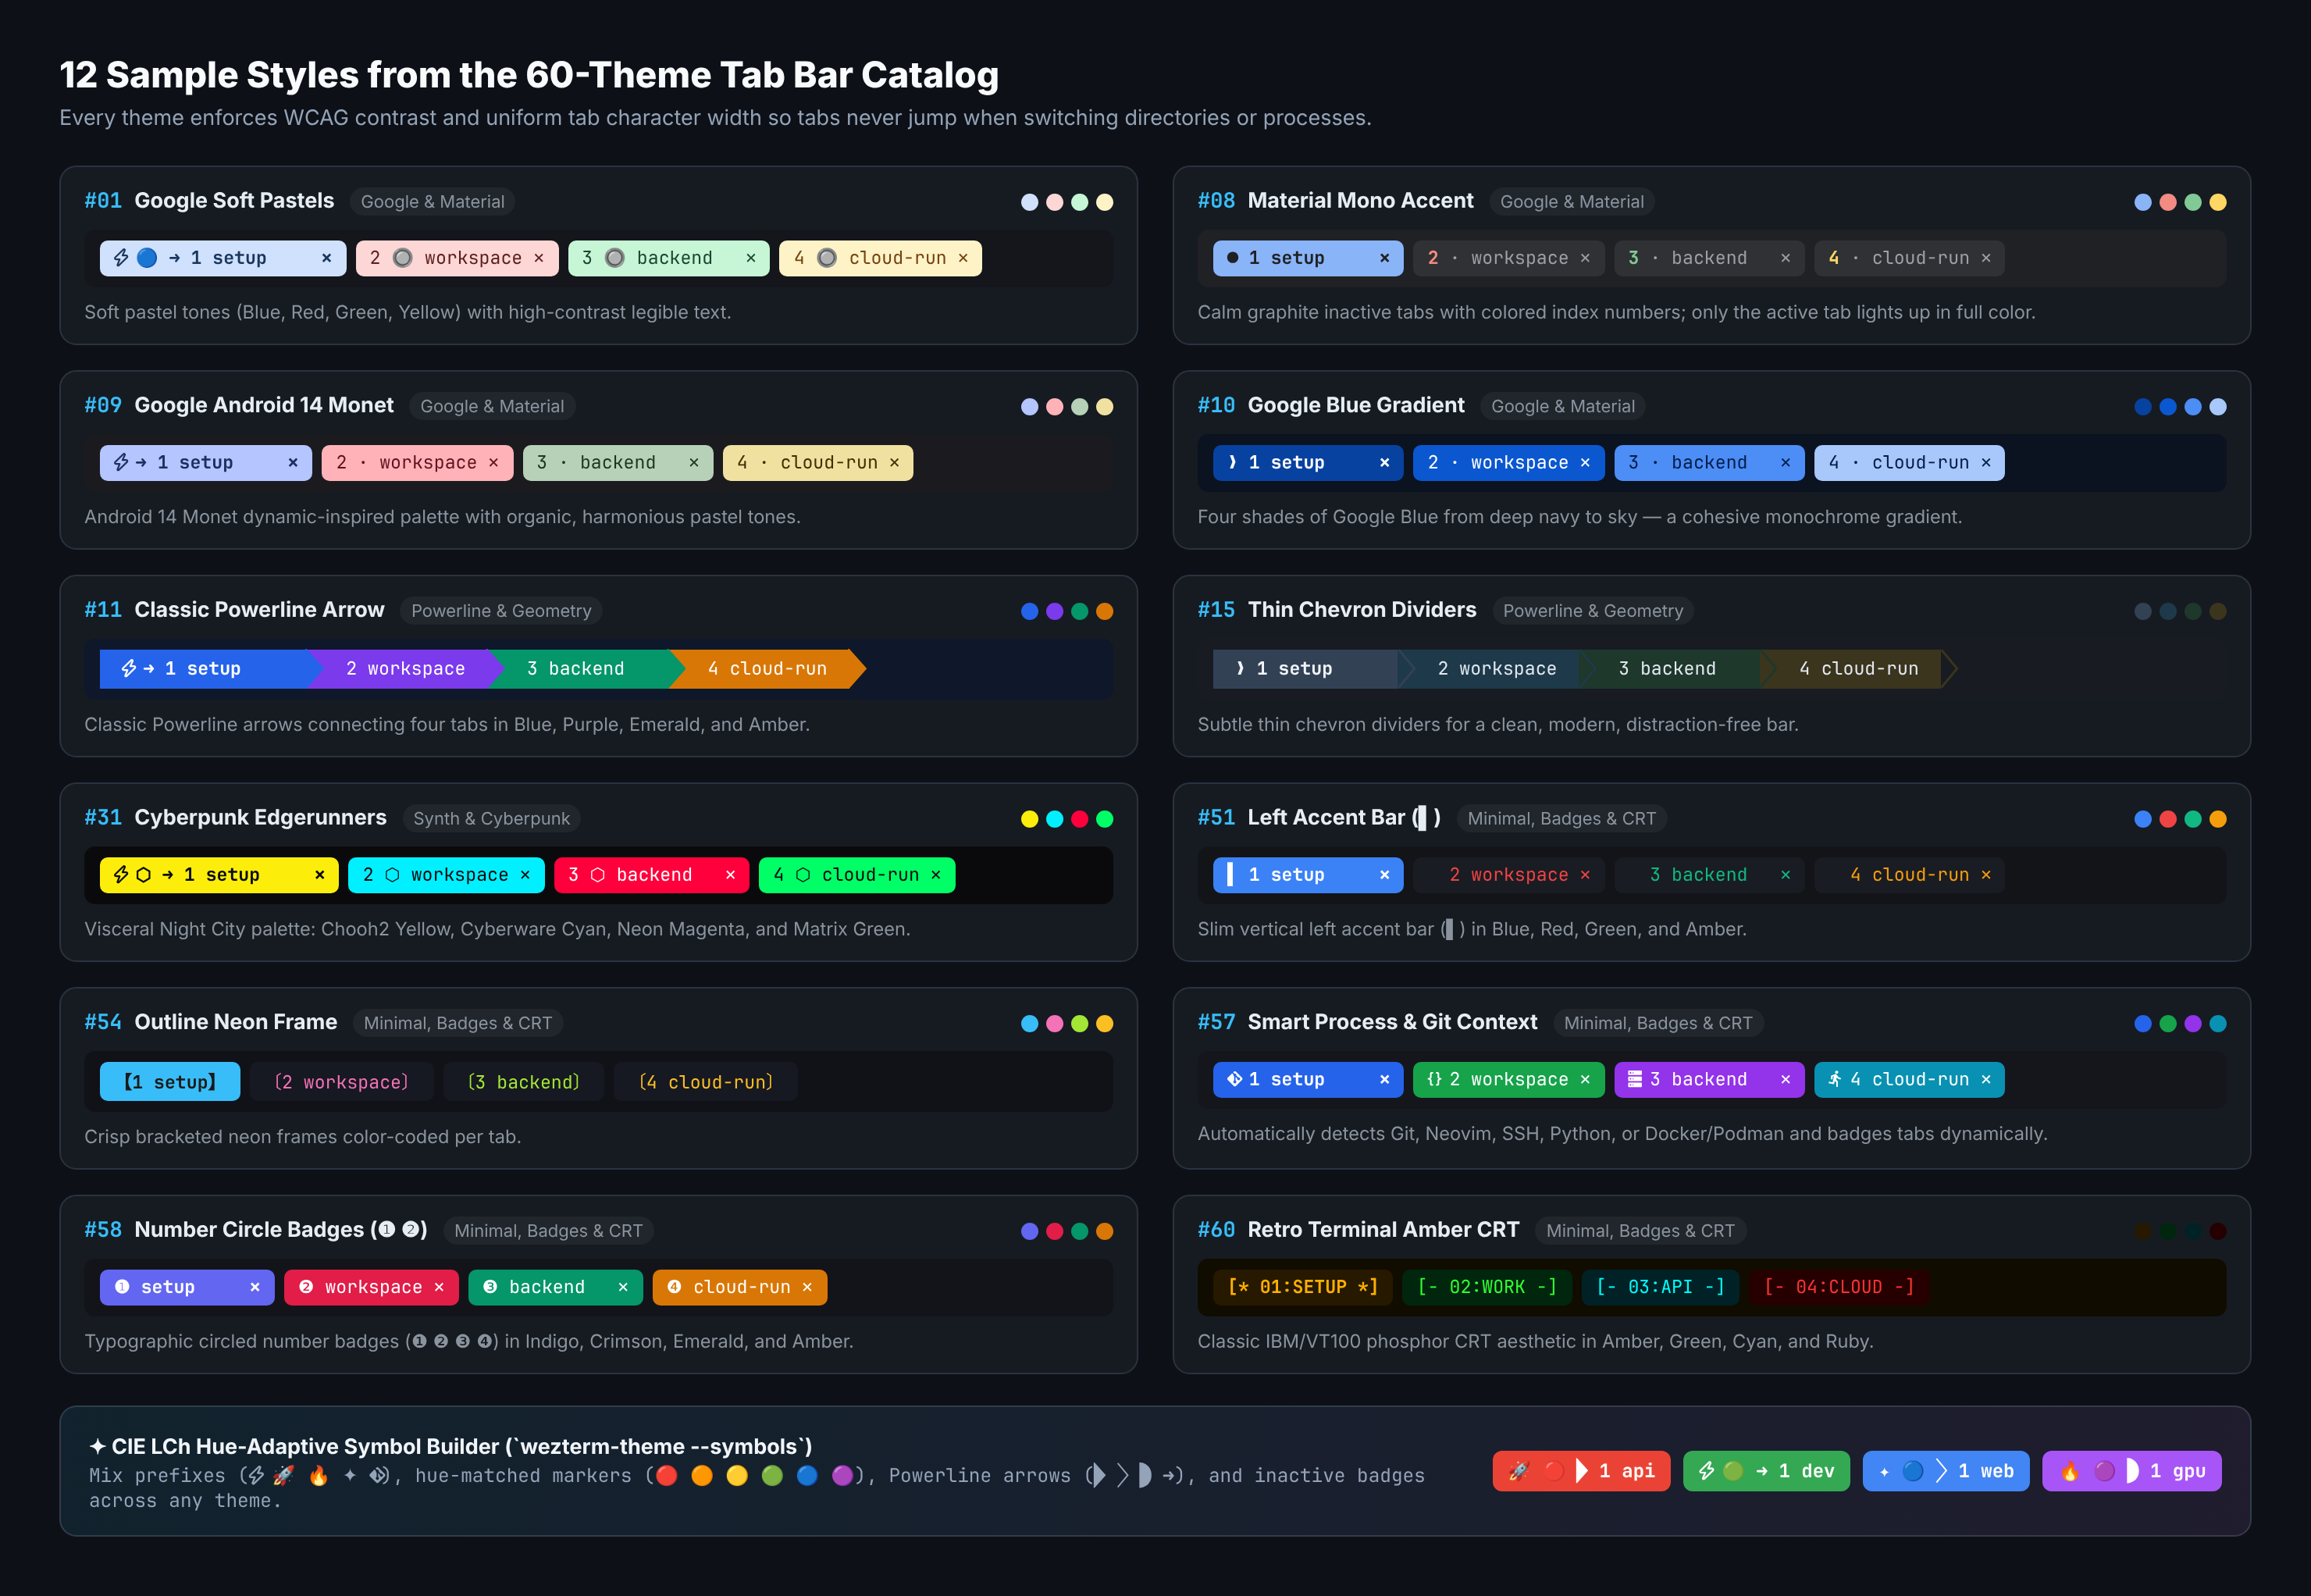 12 Sample Styles from the 60-Theme Tab Bar Catalog
Every theme enforces WCAG contrast and uniform tab character width so tabs never jump when switching directories or processes.
#01 Google Soft Pastels Google & Material
⚡ 🔵 → 1 setup ×  2 🔘 workspace ×  3 🔘 backend ×  4 🔘 cloud-run ×
Soft pastel tones (Blue, Red, Green, Yellow) with high-contrast legible text.
#08 Material Mono Accent Google & Material
● 1 setup ×  2 · workspace ×  3 · backend ×  4 · cloud-run ×
Calm graphite inactive tabs with colored index numbers; only the active tab lights up in full color.
#09 Google Android 14 Monet Google & Material
⚡ → 1 setup ×  2 · workspace ×  3 · backend ×  4 · cloud-run ×
Android 14 Monet dynamic-inspired palette with organic, harmonious pastel tones.
#10 Google Blue Gradient Google & Material
❫ 1 setup ×  2 · workspace ×  3 · backend ×  4 · cloud-run ×
Four shades of Google Blue from deep navy to sky — a cohesive monochrome gradient.
#11 Classic Powerline Arrow Powerline & Geometry
⚡ → 1 setup  2 workspace  3 backend  4 cloud-run
Classic Powerline arrows connecting four tabs in Blue, Purple, Emerald, and Amber.
#15 Thin Chevron Dividers Powerline & Geometry
❫ 1 setup  2 workspace  3 backend  4 cloud-run
Subtle thin chevron dividers for a clean, modern, distraction-free bar.
#31 Cyberpunk Edgerunners Synth & Cyberpunk
⚡ ⬡ → 1 setup ×  2 ⬡ workspace ×  3 ⬡ backend ×  4 ⬡ cloud-run ×
Visceral Night City palette: Chooh2 Yellow, Cyberware Cyan, Neon Magenta, and Matrix Green.
#51 Left Accent Bar (▌) Minimal, Badges & CRT
▌ 1 setup ×  2 workspace ×  3 backend ×  4 cloud-run ×
Slim vertical left accent bar (▌) in Blue, Red, Green, and Amber.
#54 Outline Neon Frame Minimal, Badges & CRT
【1 setup】 〔2 workspace〕 〔3 backend〕 〔4 cloud-run〕
Crisp bracketed neon frames color-coded per tab.
#57 Smart Process & Git Context Minimal, Badges & CRT
1 setup ×  {} 2 workspace ×  3 backend ×  4 cloud-run ×
Automatically detects Git, Neovim, SSH, Python, or Docker/Podman and badges tabs dynamically.
#58 Number Circle Badges (❶ ❷) Minimal, Badges & CRT
❶ setup ×  ❷ workspace ×  ❸ backend ×  ❹ cloud-run ×
Typographic circled number badges (❶ ❷ ❸ ❹) in Indigo, Crimson, Emerald, and Amber.
#60 Retro Terminal Amber CRT Minimal, Badges & CRT
[* 01:SETUP *]  [- 02:WORK -]  [- 03:API -]  [- 04:CLOUD -]
Classic IBM/VT100 phosphor CRT aesthetic in Amber, Green, Cyan, and Ruby.
✦ CIE LCh Hue-Adaptive Symbol Builder (`wezterm-theme --symbols`)
Mix prefixes (⚡ 🚀 🔥 ✦ ), hue-matched markers (🔴 🟠 🟡 🟢 🔵 🟣), Powerline arrows (   →), and inactive badges
across any theme.
🚀 🔴  1 api  ⚡ 🟢 → 1 dev  ✦ 🔵  1 web  🔥 🟣  1 gpu